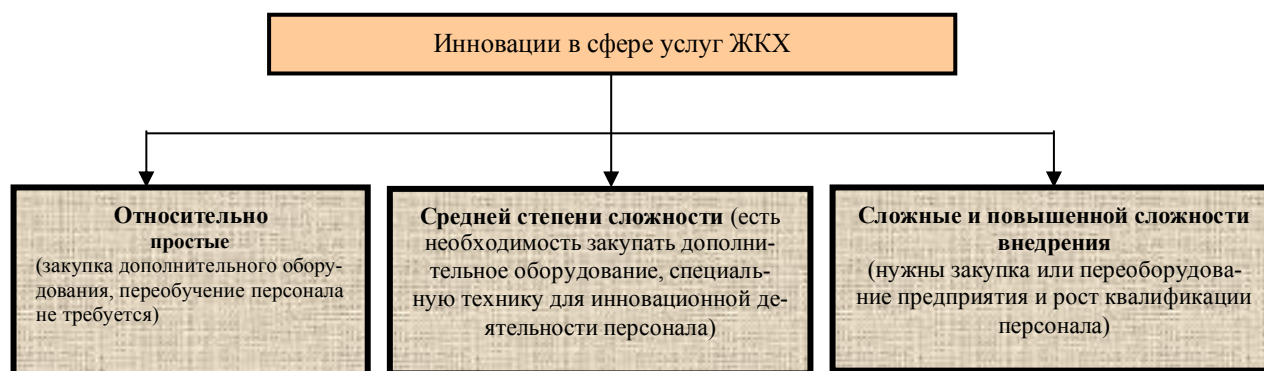 Инновации в сфере услуг ЖКХ
Относительно
простые
(закупка дополнительного обору-
дования, переобучение персонала
не требуется)
Средней степени сложности (есть
необходимость закупать дополни-
тельное оборудование, специаль-
ную технику для инновационной де-
ятельности персонала)
Сложные и повышенной сложности
внедрения
(нужны закупка или переоборудова-
ние предприятия и рост квалификации
персонала)